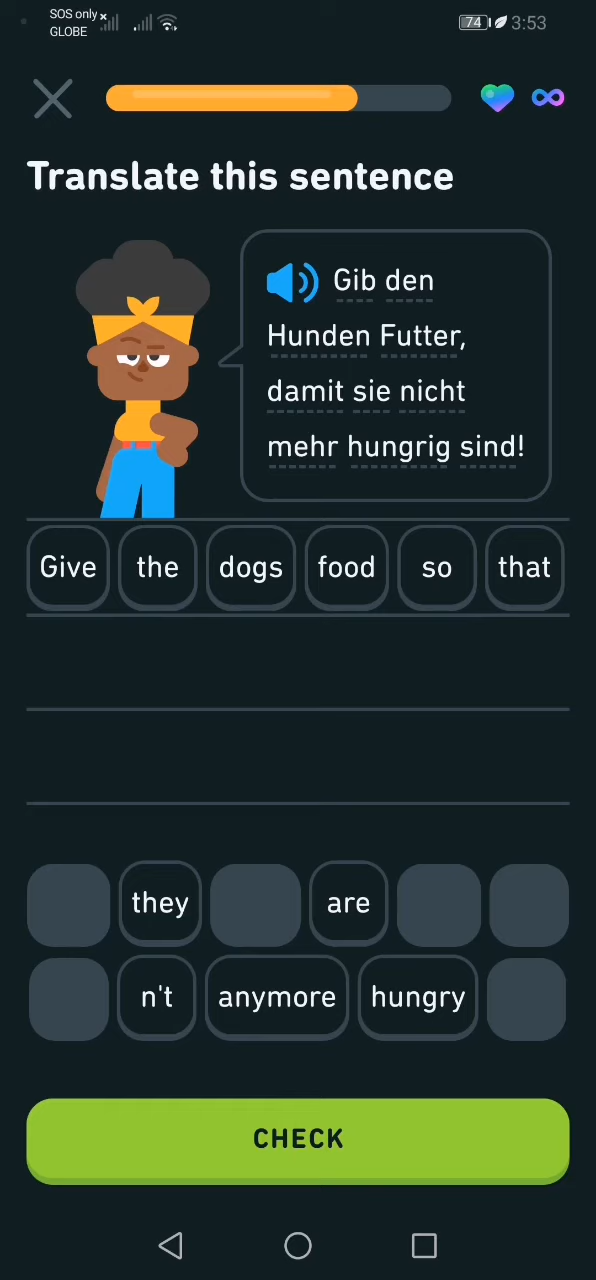 SOS only
GLOBE
74
3:53
Translate this sentence
Gib den
Hunden Futter,
damit sie nicht
mehr hungrig sind!
Give the dogs food so that
they are
n't anymore hungry
CHECK